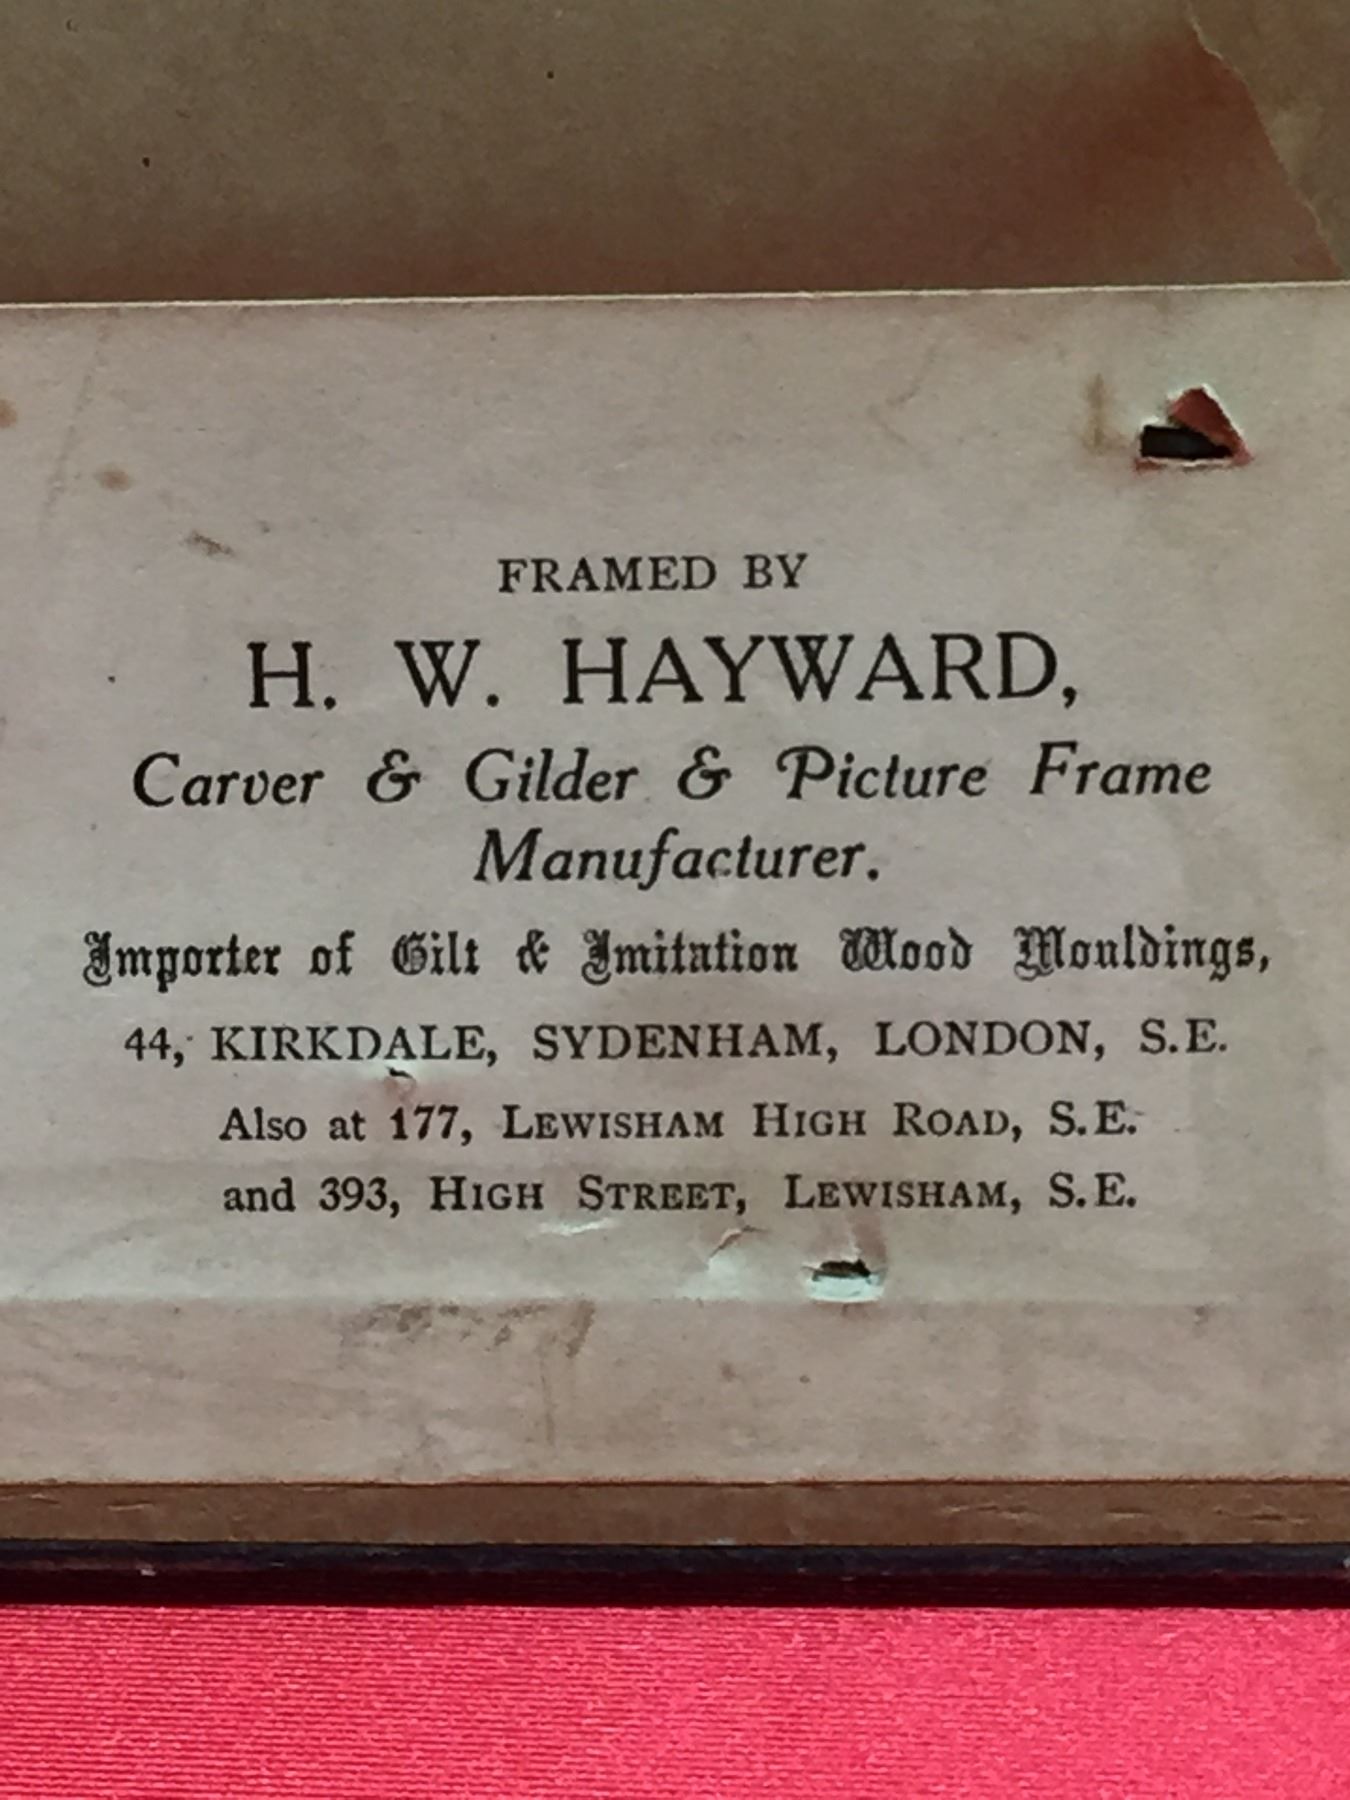 FRAMED BY
H. W. HAYWARD,
Carver & Gilder & Picture Frame
Manufacturer.
Importer of Gilt & Imitation Wood Mouldings,
44, KIRKDALE, SYDENHAM, LONDON, S.E.
Also at 177, LEWISHAM HIGH ROAD, S.E.
and 393, HIGH STREET, LEWISHAM, S.E.